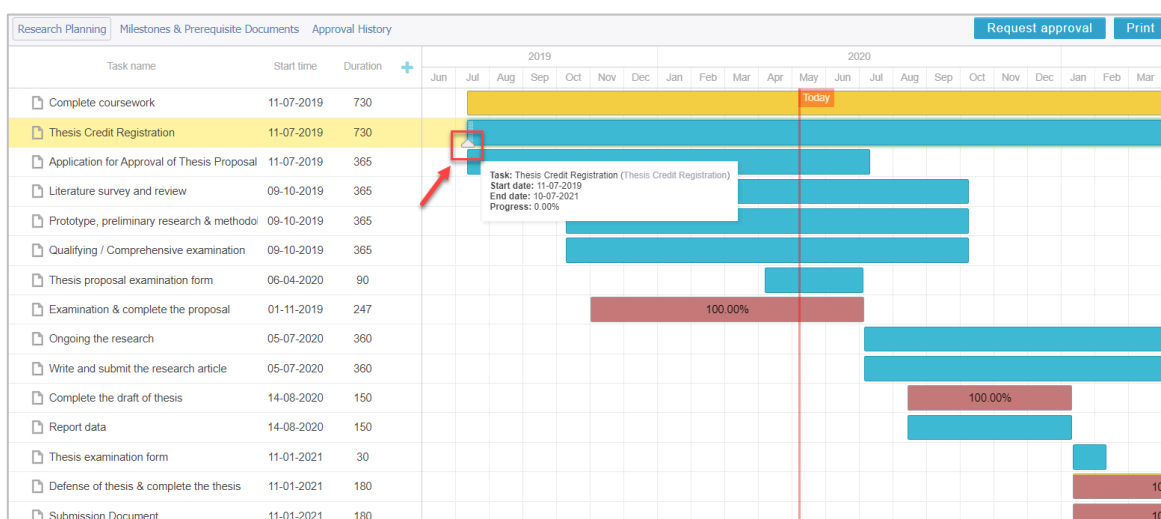 Research Planning Milestones & Prerequisite Documents Approval History Request approval Print
2019 2020
Task name Start time Duration
Jun Jul Aug Sep Oct Nov Dec Jan Feb Mar Apr May Jun Jul Aug Sep Oct Nov Dec Jan Feb Mar
Complete coursework 11-07-2019 730 Today
Thesis Credit Registration 11-07-2019 730
Application for Approval of Thesis Proposal 11-07-2019 365
Task: Thesis Credit Registration (Thesis Credit Registration)
Start date: 11-07-2019
End date: 10-07-2021
Progress: 0.00%
Literature survey and review 09-10-2019 365
Prototype, preliminary research & methodol 09-10-2019 365
Qualifying / Comprehensive examination 09-10-2019 365
Thesis proposal examination form 06-04-2020 90
Examination & complete the proposal 01-11-2019 247 100.00%
Ongoing the research 05-07-2020 360
Write and submit the research article 05-07-2020 360
Complete the draft of thesis 14-08-2020 150 100.00%
Report data 14-08-2020 150
Thesis examination form 11-01-2021 30
Defense of thesis & complete the thesis 11-01-2021 180 10
Submission Document 11-01-2021 180 10